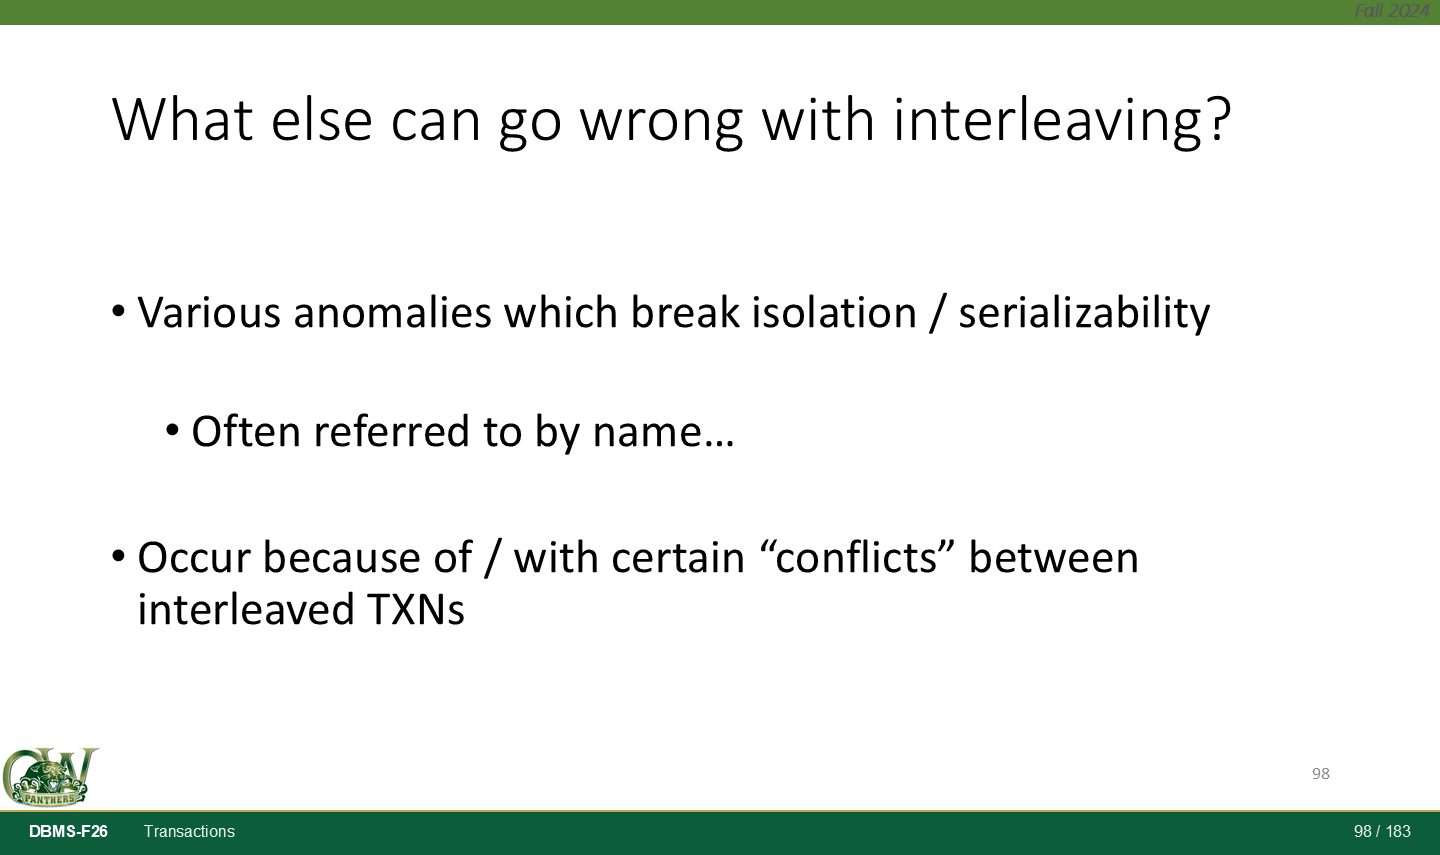 Fall 2024
What else can go wrong with interleaving?
• Various anomalies which break isolation / serializability
• Often referred to by name…
• Occur because of / with certain “conflicts” between
interleaved TXNs
98
OW
PANTHERS
DBMS-F26 Transactions 98 / 183